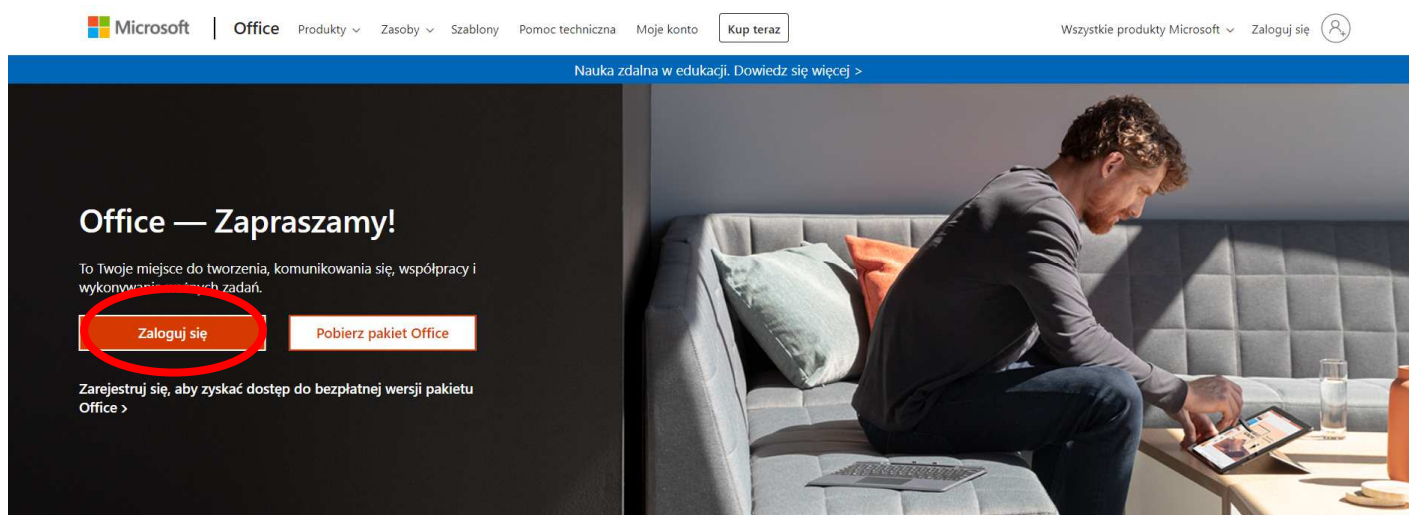 Microsoft Office Produkty Zasoby Szablony Pomoc techniczna Moje konto Kup teraz Wszystkie produkty Microsoft Zaloguj się
Nauka zdalna w edukacji. Dowiedz się więcej >
Office — Zapraszamy!
To Twoje miejsce do tworzenia, komunikowania się, współpracy i
zadań.
Zaloguj się Pobierz pakiet Office
Zarejestruj się, aby zyskać dostęp do bezpłatnej wersji pakietu
Office >